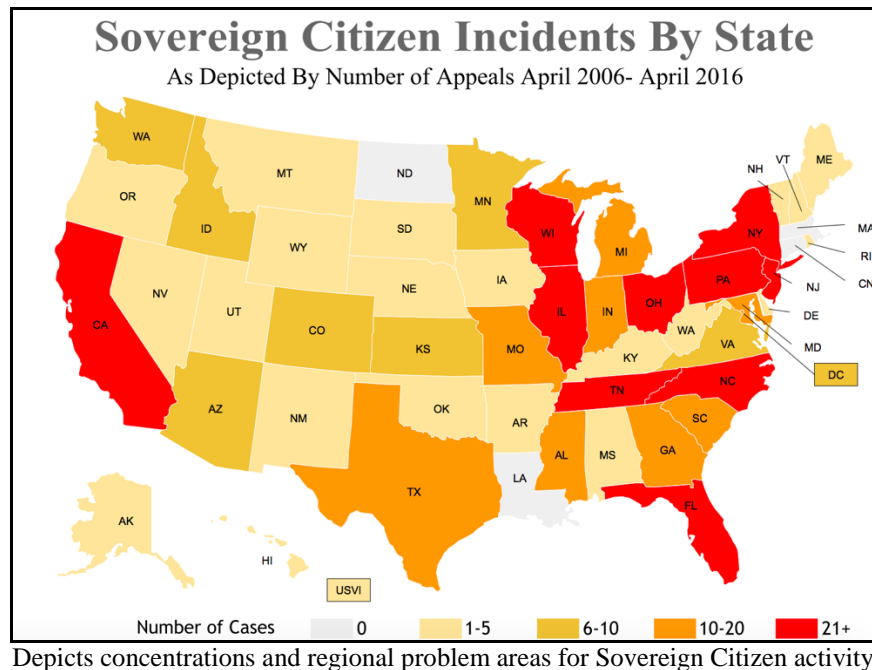 Sovereign Citizen Incidents By State
As Depicted By Number of Appeals April 2006- April 2016
WA
MT
ND
MN
OR
ID
SD
WI
MI
NH
VT
ME
NY
MA
RI
CN
WY
IA
NE
NV
UT
CA
CO
KS
MO
IL
IN
OH
PA
NJ
DE
MD
DC
WA
VA
KY
NC
TN
AZ
NM
OK
AR
SC
GA
AL
MS
LA
TX
FL
AK
HI
USVI
Number of Cases 0 1-5 6-10 10-20 21+
Depicts concentrations and regional problem areas for Sovereign Citizen activity